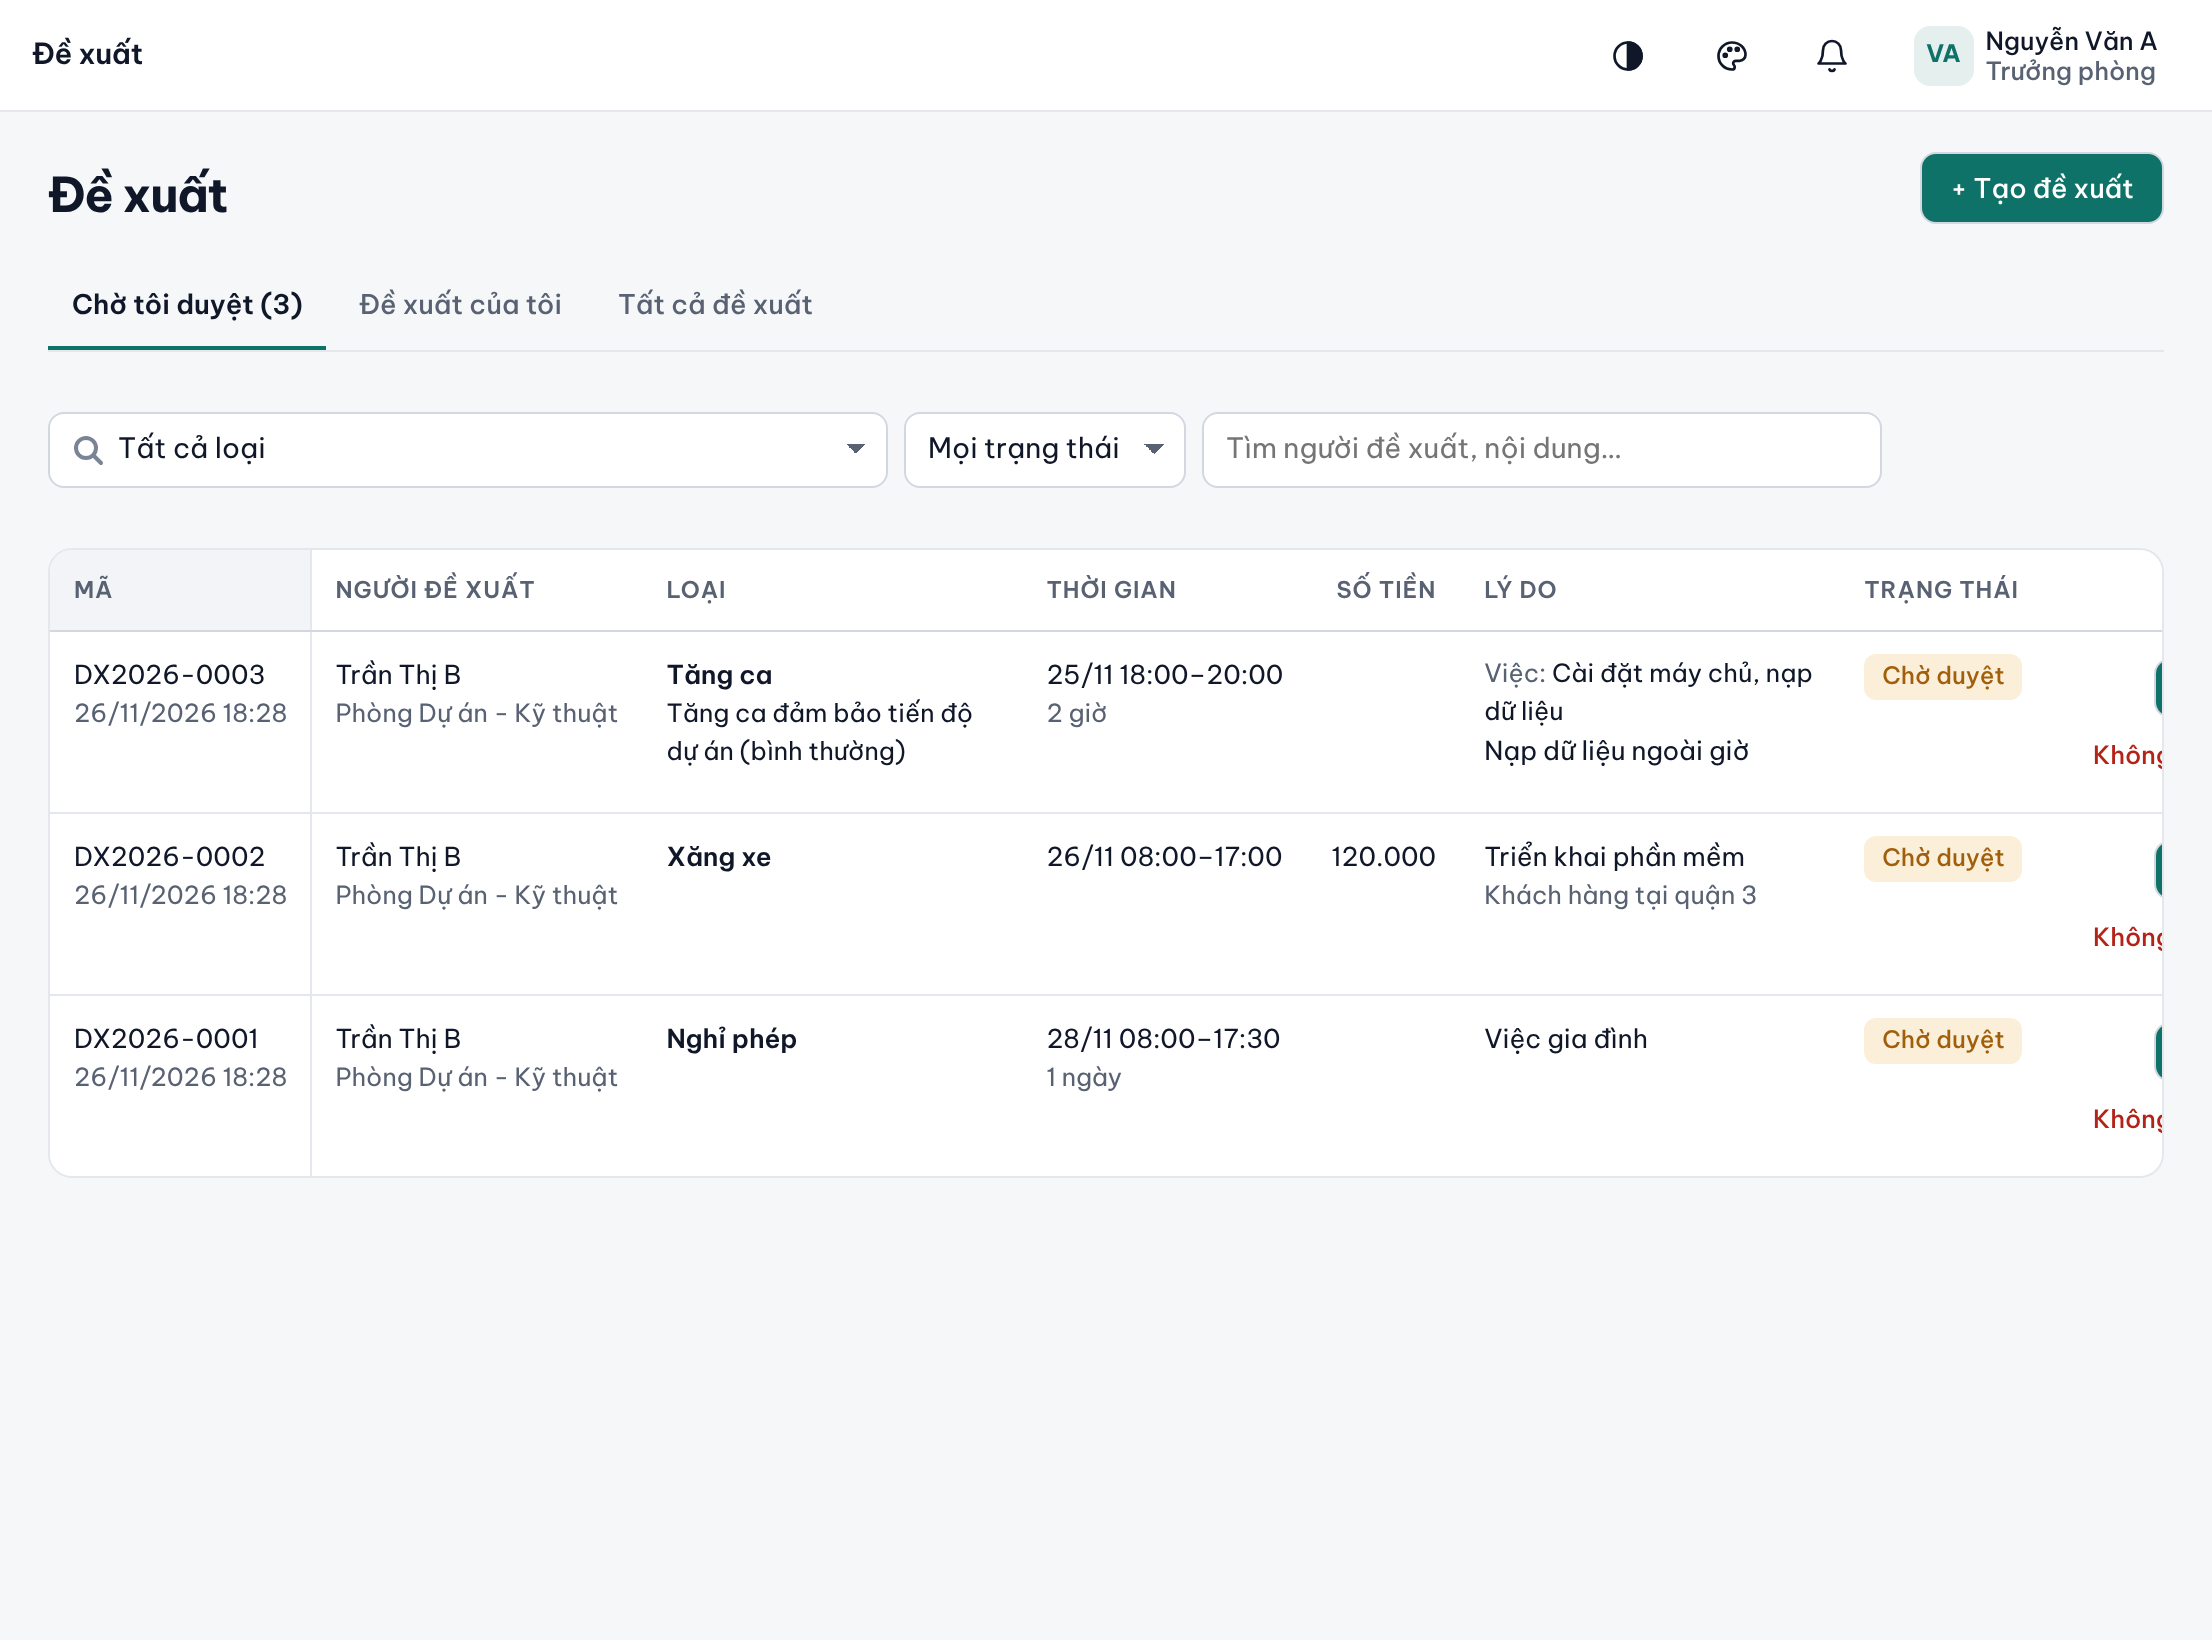 Đề xuất
VA
Nguyễn Văn A
Trưởng phòng
Đề xuất
+ Tạo đề xuất
Chờ tôi duyệt (3)
Đề xuất của tôi
Tất cả đề xuất
Tất cả loại
Mọi trạng thái
Tìm người đề xuất, nội dung...
MÃ
NGƯỜI ĐỀ XUẤT
LOẠI
THỜI GIAN
SỐ TIỀN
LÝ DO
TRẠNG THÁI
DX2026-0003
26/11/2026 18:28
Trần Thị B
Phòng Dự án - Kỹ thuật
Tăng ca
Tăng ca đảm bảo tiến độ
dự án (bình thường)
25/11 18:00–20:00
2 giờ
Việc: Cài đặt máy chủ, nạp
dữ liệu
Nạp dữ liệu ngoài giờ
Chờ duyệt
Không
DX2026-0002
26/11/2026 18:28
Trần Thị B
Phòng Dự án - Kỹ thuật
Xăng xe
26/11 08:00–17:00
120.000
Triển khai phần mềm
Khách hàng tại quận 3
Chờ duyệt
Không
DX2026-0001
26/11/2026 18:28
Trần Thị B
Phòng Dự án - Kỹ thuật
Nghỉ phép
28/11 08:00–17:30
1 ngày
Việc gia đình
Chờ duyệt
Không